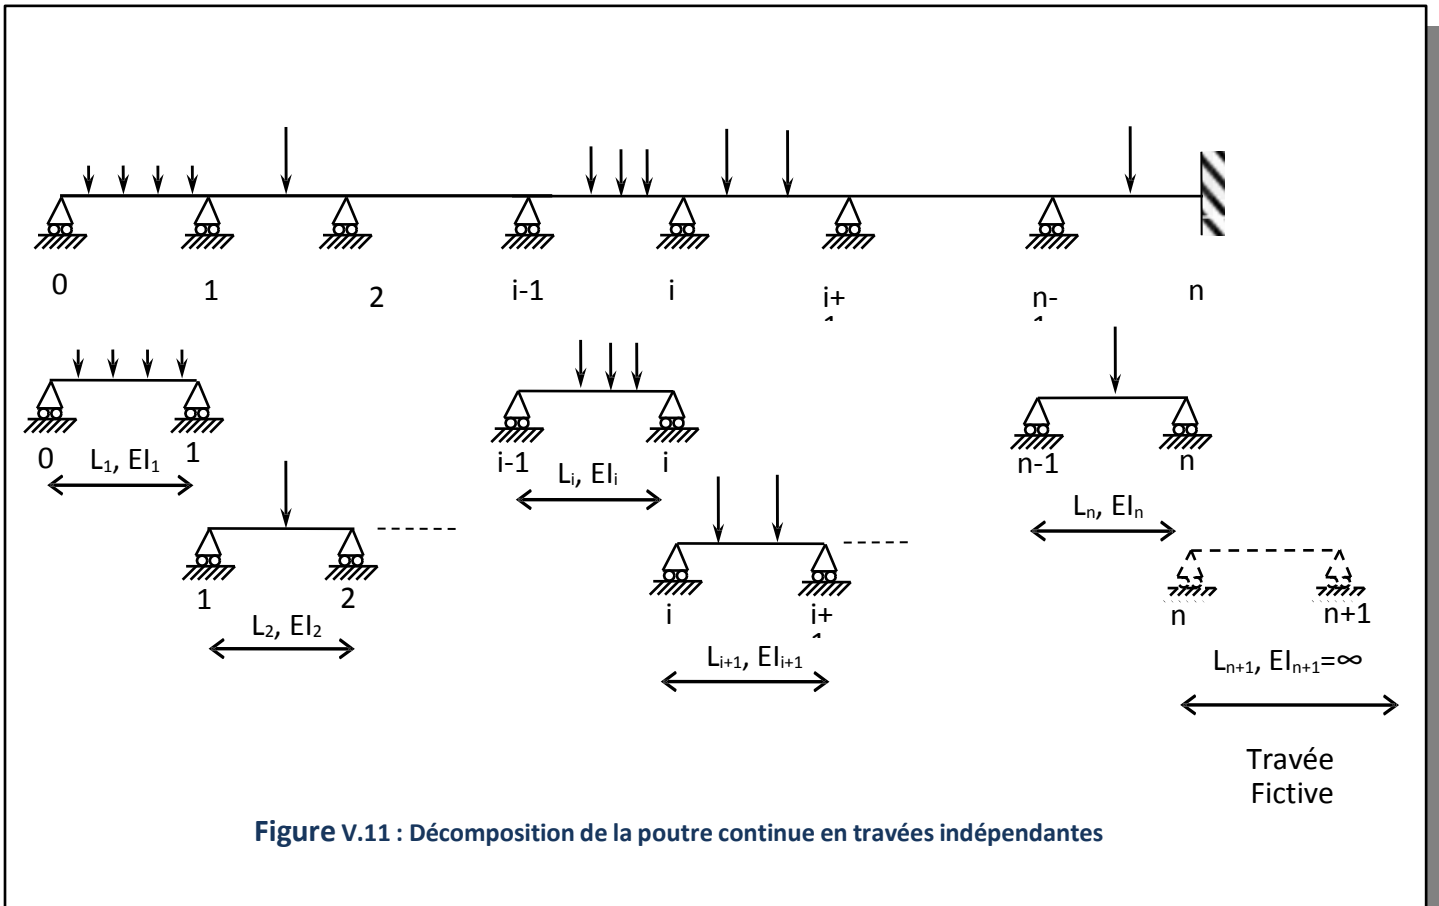 0 1 2 i-1 i i+ n- n
0 1
L₁, EI₁
i-1 i
Lᵢ, EIᵢ
n-1 n
Lₙ, EIₙ
1 2
L₂, EI₂
i i+
Lᵢ₊₁, EIᵢ₊₁
n n+1
Lₙ₊₁, EIₙ₊₁=∞
Travée
Fictive
Figure V.11 : Décomposition de la poutre continue en travées indépendantes